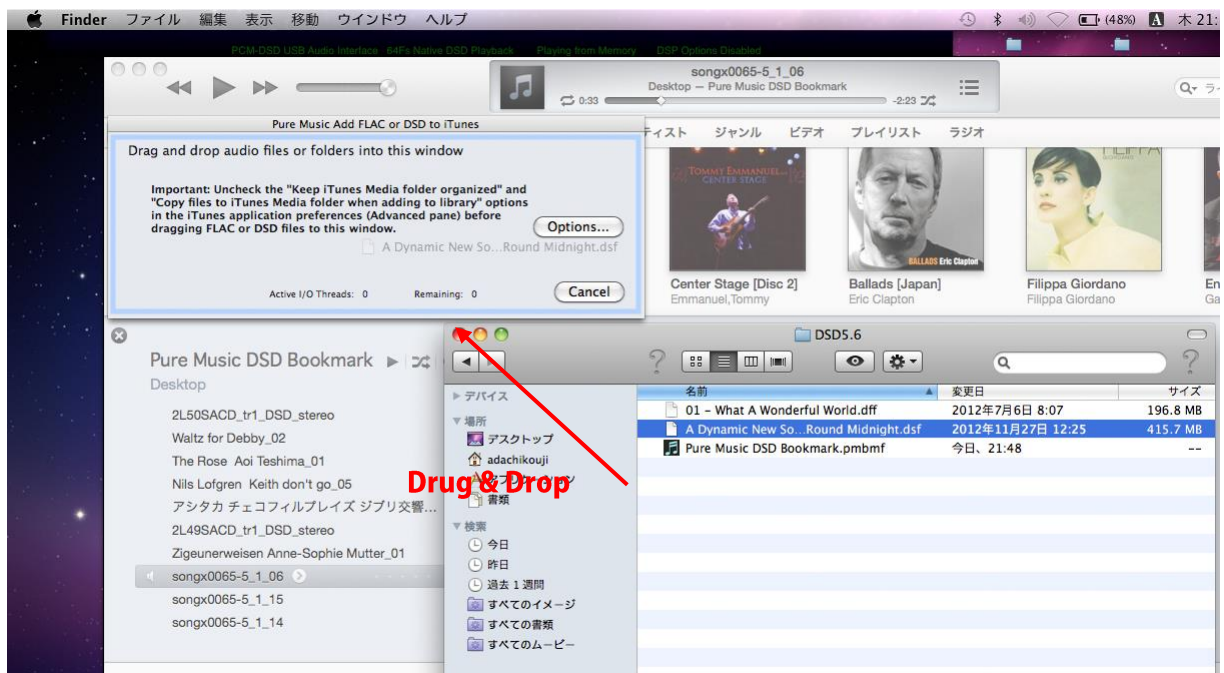 Finder ファイル 編集 表示 移動 ウインドウ ヘルプ (48%) A 木 21:
PCM-DSD USB Audio Interface 64Fs Native DSD Playback Playing from Memory DSP Options Disabled
songx0065-5_1_06
Desktop — Pure Music DSD Bookmark
0:33 -2:23
Pure Music Add FLAC or DSD to iTunes
ティスト ジャンル ビデオ プレイリスト ラジオ
Drag and drop audio files or folders into this window
Important: Uncheck the "Keep iTunes Media folder organized" and
"Copy files to iTunes Media folder when adding to library" options
in the iTunes application preferences (Advanced pane) before
dragging FLAC or DSD files to this window.
Options...
A Dynamic New So...Round Midnight.dsf
Active I/O Threads: 0 Remaining: 0
Cancel
TOMMY EMMANUEL
CENTER STAGE
BALLADS Eric Clapton
FILIPPA
GIORDANO
Center Stage [Disc 2] Ballads [Japan] Filippa Giordano En
Emmanuel,Tommy Eric Clapton Filippa Giordano Ga
DSD5.6
Pure Music DSD Bookmark
Desktop
2L50SACD_tr1_DSD_stereo
Waltz for Debby_02
The Rose Aoi Teshima_01
Nils Lofgren Keith don't go_05
アシタカ チェコフィルプレイズ ジブリ交響...
2L49SACD_tr1_DSD_stereo
Zigeunerweisen Anne-Sophie Mutter_01
songx0065-5_1_06
songx0065-5_1_15
songx0065-5_1_14
デバイス
場所
デスクトップ
adachikouji
アプリケーション
書類
検索
今日
昨日
過去 1 週間
すべてのイメージ
すべての書類
すべてのムービー
名前 変更日 サイズ
01 - What A Wonderful World.dff 2012年7月6日 8:07 196.8 MB
A Dynamic New So...Round Midnight.dsf 2012年11月27日 12:25 415.7 MB
Pure Music DSD Bookmark.pmbmf 今日、21:48 --
Drug & Drop